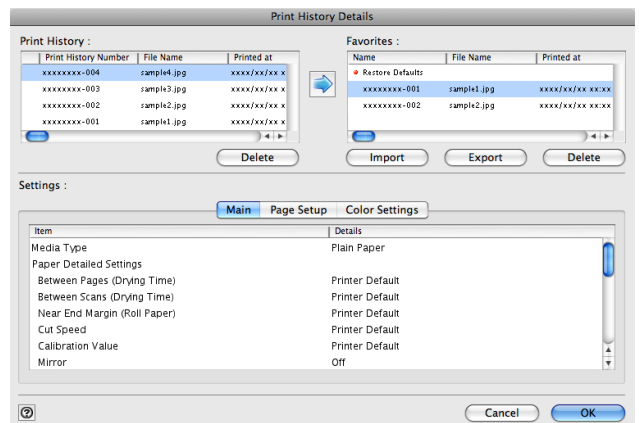 Print History Details
Print History : Favorites :
Print History Number File Name Printed at Name File Name Printed at
xxxxxxxx-004 sample4.jpg xxxx/xx/xx x Restore Defaults
xxxxxxxx-003 sample3.jpg xxxx/xx/xx x xxxxxxxx-001 sample1.jpg xxxx/xx/xx xx:xx
xxxxxxxx-002 sample2.jpg xxxx/xx/xx x xxxxxxxx-002 sample2.jpg xxxx/xx/xx xx:xx
xxxxxxxx-001 sample1.jpg xxxx/xx/xx x
Delete Import Export Delete
Settings :
Main Page Setup Color Settings
Item Details
Media Type Plain Paper
Paper Detailed Settings
Between Pages (Drying Time) Printer Default
Between Scans (Drying Time) Printer Default
Near End Margin (Roll Paper) Printer Default
Cut Speed Printer Default
Calibration Value Printer Default
Mirror Off
? Cancel OK